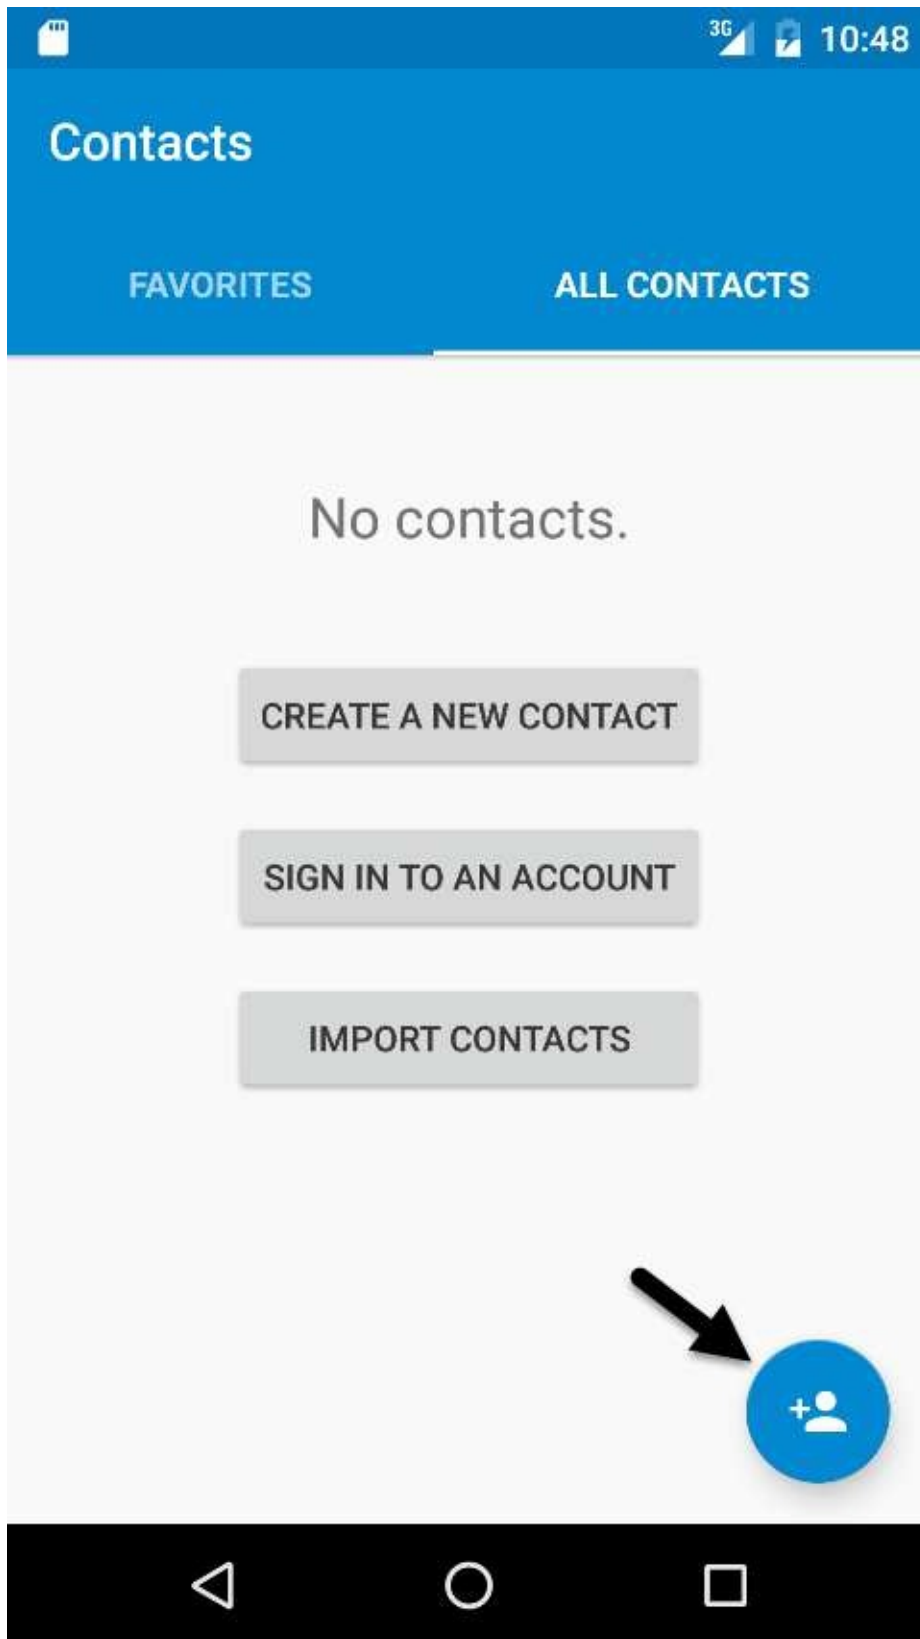 3G 10:48
Contacts
FAVORITES ALL CONTACTS
No contacts.
CREATE A NEW CONTACT
SIGN IN TO AN ACCOUNT
IMPORT CONTACTS